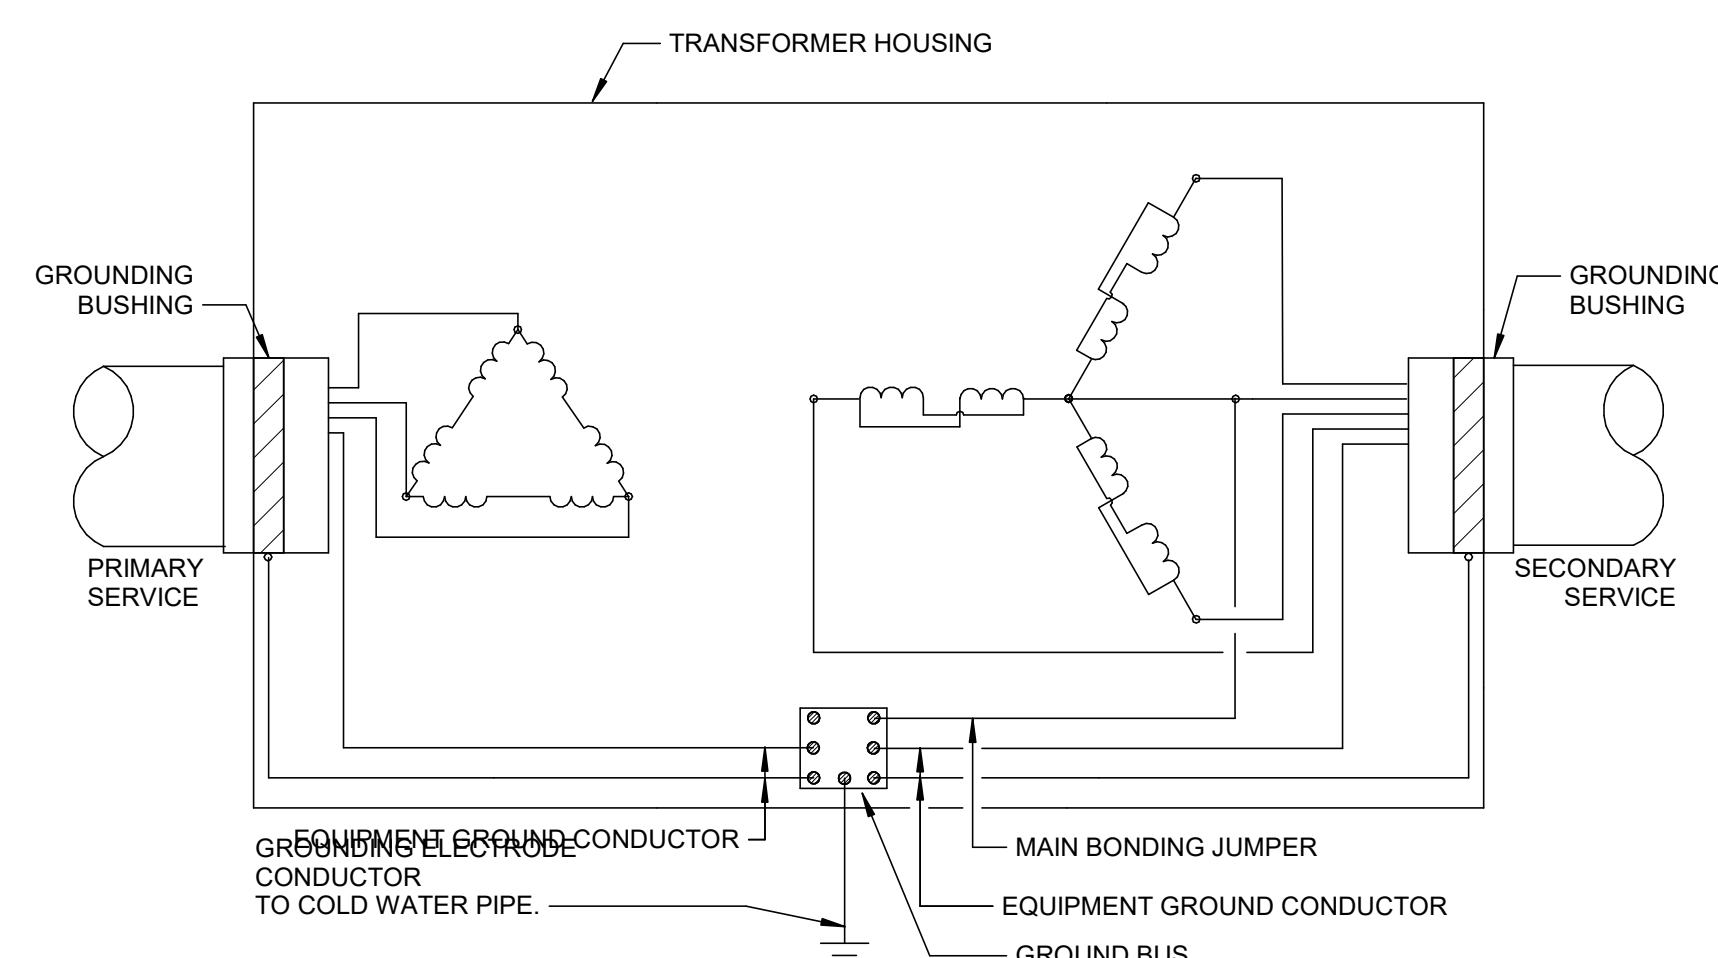 TRANSFORMER HOUSING
GROUNDING
BUSHING
GROUNDING
BUSHING
PRIMARY
SERVICE
SECONDARY
SERVICE
EQUIPMENT GROUND CONDUCTOR
GROUNDING ELECTRODE
CONDUCTOR
TO COLD WATER PIPE.
MAIN BONDING JUMPER
EQUIPMENT GROUND CONDUCTOR
GROUND BUS